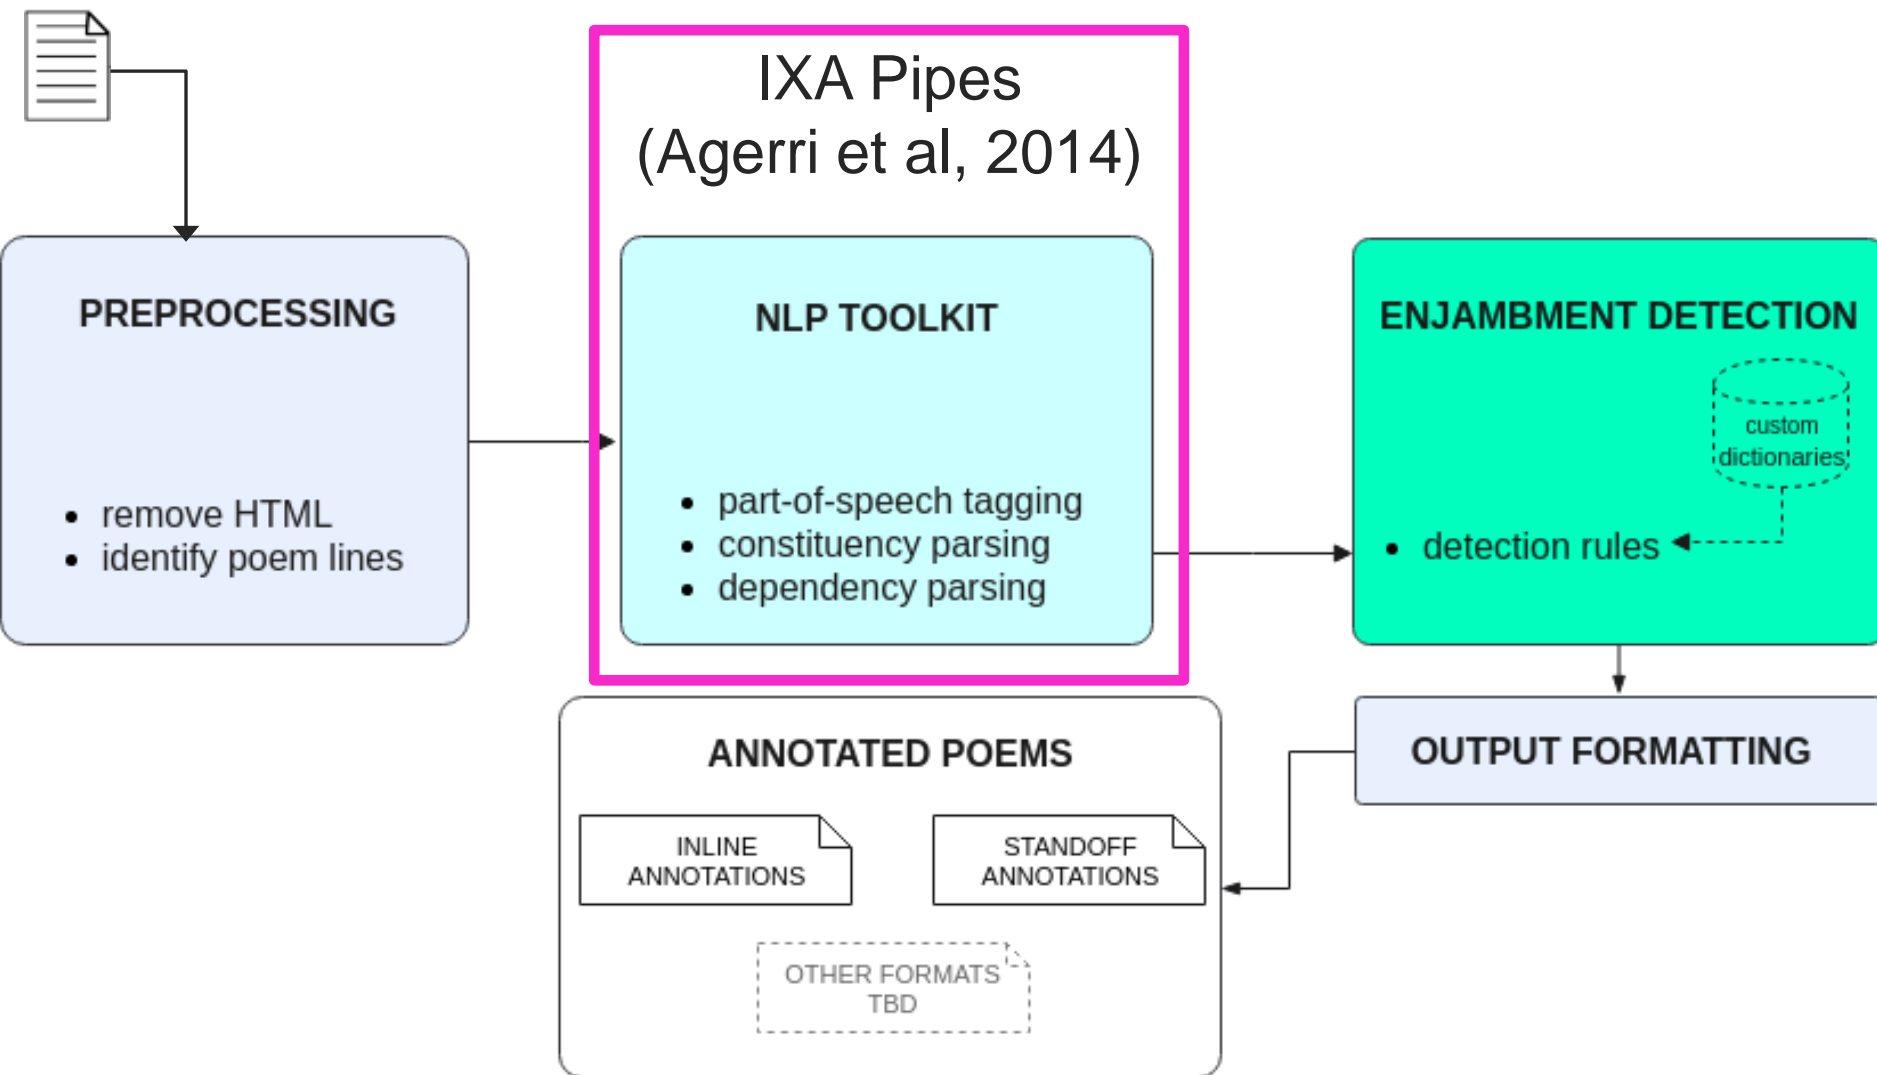 IXA Pipes
(Agerri et al, 2014)
PREPROCESSING
• remove HTML
• identify poem lines
NLP TOOLKIT
• part-of-speech tagging
• constituency parsing
• dependency parsing
ENJAMBMENT DETECTION
custom
dictionaries
• detection rules
OUTPUT FORMATTING
ANNOTATED POEMS
INLINE
ANNOTATIONS
STANDOFF
ANNOTATIONS
OTHER FORMATS
TBD